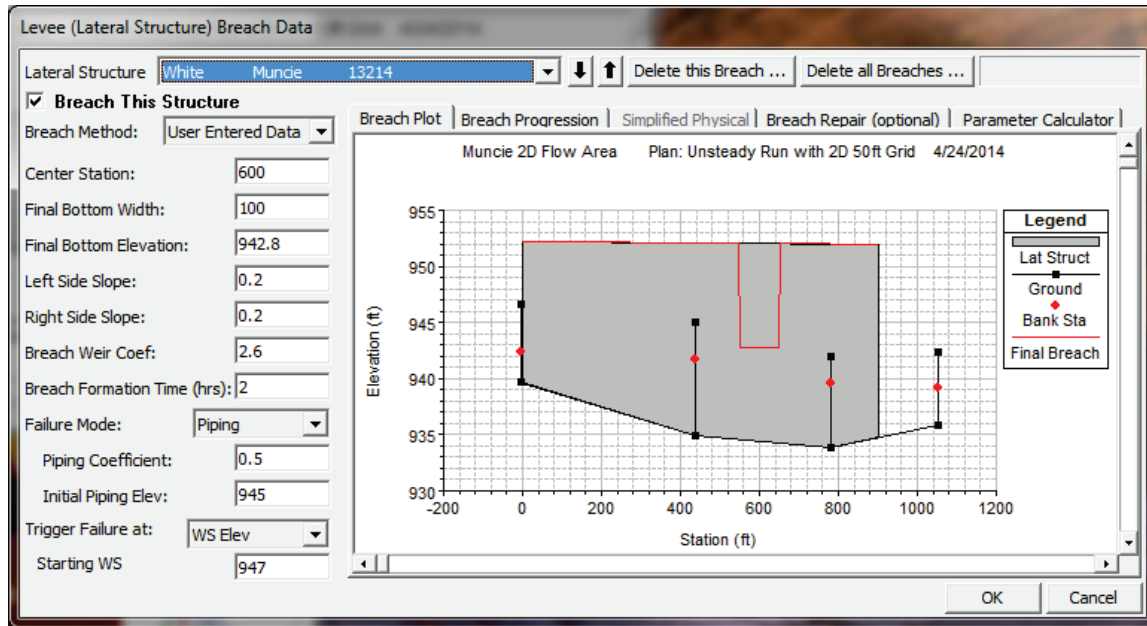 Levee (Lateral Structure) Breach Data
Lateral Structure White Muncie 13214 Delete this Breach ... Delete all Breaches ...
Breach This Structure
Breach Method: User Entered Data
Center Station: 600
Final Bottom Width: 100
Final Bottom Elevation: 942.8
Left Side Slope: 0.2
Right Side Slope: 0.2
Breach Weir Coef: 2.6
Breach Formation Time (hrs): 2
Failure Mode: Piping
Piping Coefficient: 0.5
Initial Piping Elev: 945
Trigger Failure at: WS Elev
Starting WS 947
Breach Plot Breach Progression Simplified Physical Breach Repair (optional) Parameter Calculator
Muncie 2D Flow Area Plan: Unsteady Run with 2D 50ft Grid 4/24/2014
955
950
945
940
935
930
Elevation (ft)
-200 0 200 400 600 800 1000 1200
Station (ft)
Legend
Lat Struct
Ground
Bank Sta
Final Breach
OK Cancel